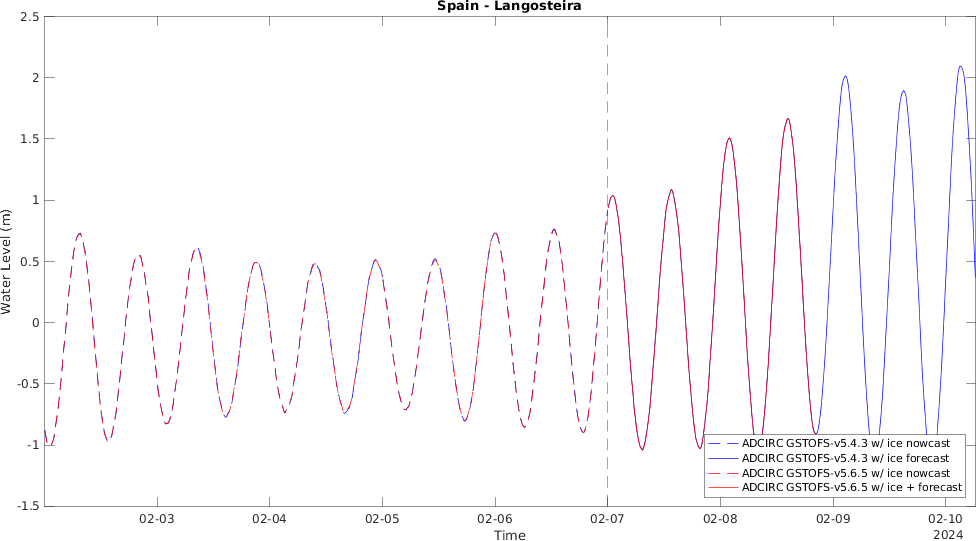 Spain - Langosteira
2.5
2
1.5
1
0.5
0
-0.5
-1
-1.5
Water Level (m)
02-03
02-04
02-05
02-06
02-07
02-08
02-09
02-10
Time
2024
ADCIRC GSTOFS-v5.4.3 w/ ice nowcast
ADCIRC GSTOFS-v5.4.3 w/ ice forecast
ADCIRC GSTOFS-v5.6.5 w/ ice nowcast
ADCIRC GSTOFS-v5.6.5 w/ ice + forecast